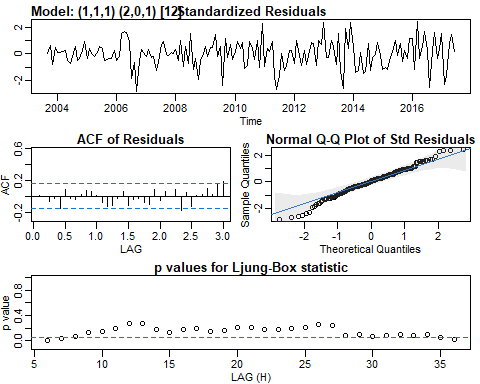 Model: (1,1,1) (2,0,1) [12] Standardized Residuals
2
0
-2
2004 2006 2008 2010 2012 2014 2016
Time
ACF of Residuals
ACF
0.6
0.2
-0.2
0.0 0.5 1.0 1.5 2.0 2.5 3.0
LAG
Normal Q-Q Plot of Std Residuals
Sample Quantiles
2
0
-2
-2 -1 0 1 2
Theoretical Quantiles
p values for Ljung-Box statistic
p value
0.8
0.4
0.0
5 10 15 20 25 30 35
LAG (H)